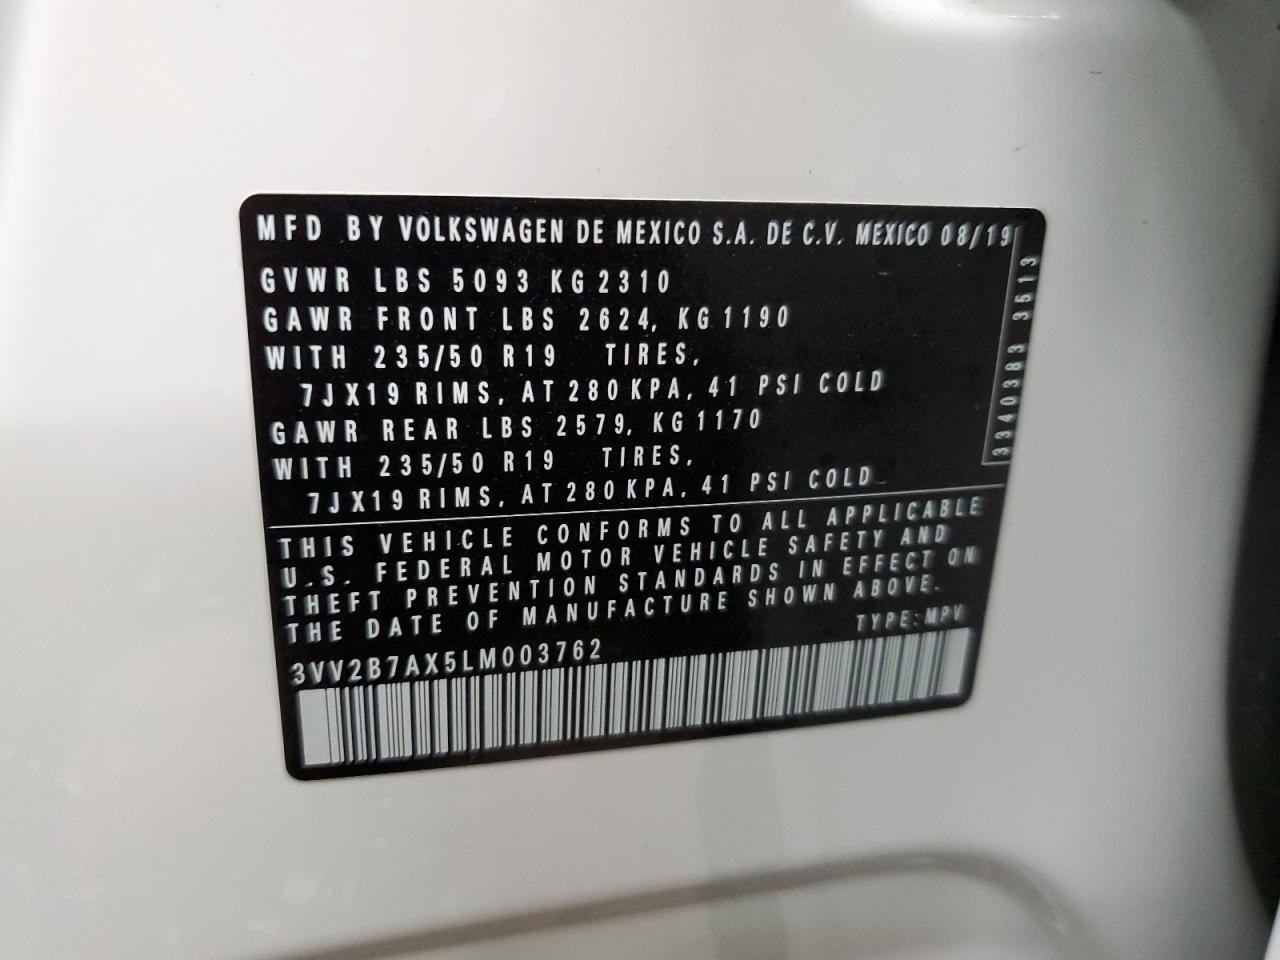 MFD BY VOLKSWAGEN DE MEXICO S.A. DE C.V. MEXICO 08/19
GVWR LBS 5093 KG 2310
GAWR FRONT LBS 2624, KG 1190
WITH 235/50 R19 TIRES,
7JX19 RIMS, AT 280 KPA, 41 PSI COLD
GAWR REAR LBS 2579, KG 1170
WITH 235/50 R19 TIRES,
7JX19 RIMS, AT 280 KPA, 41 PSI COLD
3340383 3513
THIS VEHICLE CONFORMS TO ALL APPLICABLE
U.S. FEDERAL MOTOR VEHICLE SAFETY AND
THEFT PREVENTION STANDARDS IN EFFECT ON
THE DATE OF MANUFACTURE SHOWN ABOVE.
TYPE: MPV
3VV2B7AX5LM003762